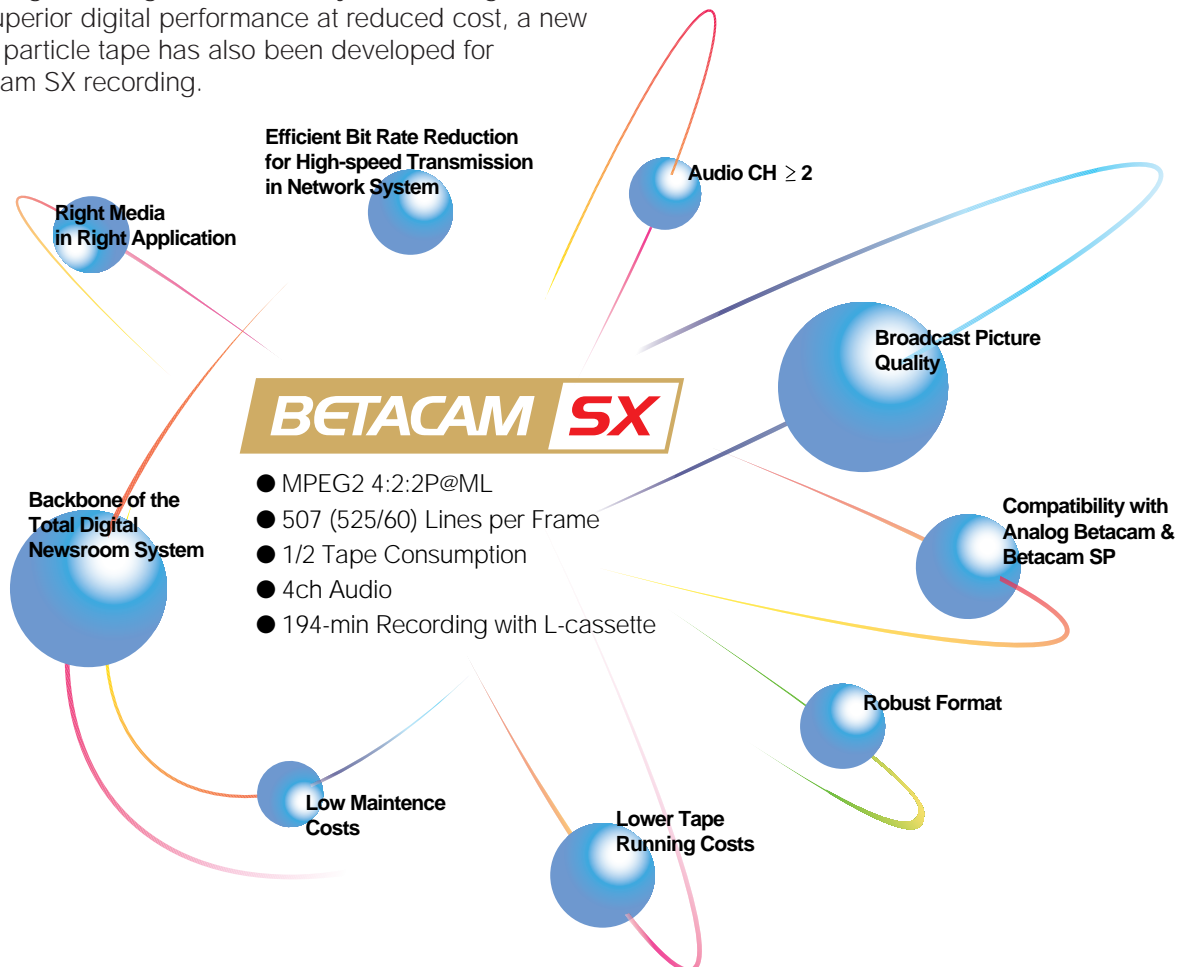 uperior digital performance at reduced cost, a new
particle tape has also been developed for
am SX recording.
Efficient Bit Rate Reduction
for High-speed Transmission
in Network System
Audio CH ≥ 2
Right Media
in Right Application
Broadcast Picture
Quality
BETACAM SX
● MPEG2 4:2:2P@ML
● 507 (525/60) Lines per Frame
● 1/2 Tape Consumption
● 4ch Audio
● 194-min Recording with L-cassette
Backbone of the
Total Digital
Newsroom System
Compatibility with
Analog Betacam &
Betacam SP
Robust Format
Low Maintence
Costs
Lower Tape
Running Costs